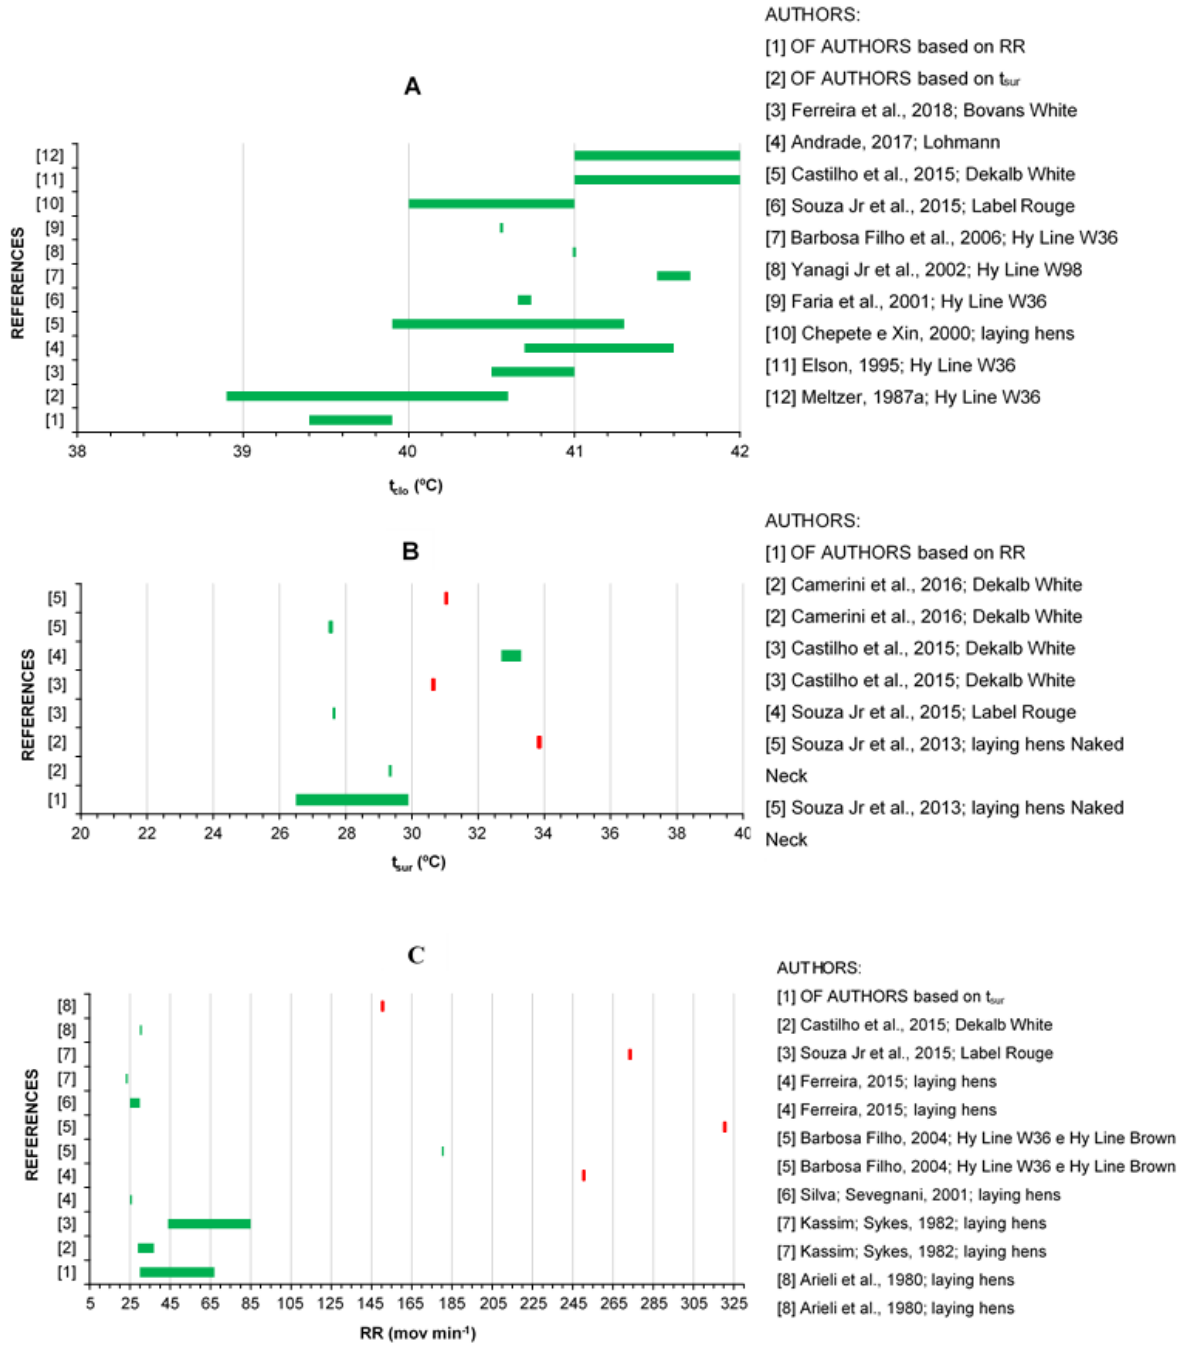 A
REFERENCES
[12]
[11]
[10]
[9]
[8]
[7]
[6]
[5]
[4]
[3]
[2]
[1]
38 39 40 41 42
tclo (ºC)
AUTHORS:
[1] OF AUTHORS based on RR
[2] OF AUTHORS based on tsur
[3] Ferreira et al., 2018; Bovans White
[4] Andrade, 2017; Lohmann
[5] Castilho et al., 2015; Dekalb White
[6] Souza Jr et al., 2015; Label Rouge
[7] Barbosa Filho et al., 2006; Hy Line W36
[8] Yanagi Jr et al., 2002; Hy Line W98
[9] Faria et al., 2001; Hy Line W36
[10] Chepete e Xin, 2000; laying hens
[11] Elson, 1995; Hy Line W36
[12] Meltzer, 1987a; Hy Line W36
B
REFERENCES
[5]
[5]
[4]
[3]
[3]
[2]
[2]
[1]
20 22 24 26 28 30 32 34 36 38 40
tsur (ºC)
AUTHORS:
[1] OF AUTHORS based on RR
[2] Camerini et al., 2016; Dekalb White
[2] Camerini et al., 2016; Dekalb White
[3] Castilho et al., 2015; Dekalb White
[3] Castilho et al., 2015; Dekalb White
[4] Souza Jr et al., 2015; Label Rouge
[5] Souza Jr et al., 2013; laying hens Naked
Neck
[5] Souza Jr et al., 2013; laying hens Naked
Neck
C
REFERENCES
[8]
[8]
[7]
[7]
[6]
[5]
[5]
[4]
[4]
[3]
[2]
[1]
5 25 45 65 85 105 125 145 165 185 205 225 245 265 285 305 325
RR (mov min-1)
AUTHORS:
[1] OF AUTHORS based on tsur
[2] Castilho et al., 2015; Dekalb White
[3] Souza Jr et al., 2015; Label Rouge
[4] Ferreira, 2015; laying hens
[4] Ferreira, 2015; laying hens
[5] Barbosa Filho, 2004; Hy Line W36 e Hy Line Brown
[5] Barbosa Filho, 2004; Hy Line W36 e Hy Line Brown
[6] Silva; Sevegnani, 2001; laying hens
[7] Kassim; Sykes, 1982; laying hens
[7] Kassim; Sykes, 1982; laying hens
[8] Arieli et al., 1980; laying hens
[8] Arieli et al., 1980; laying hens